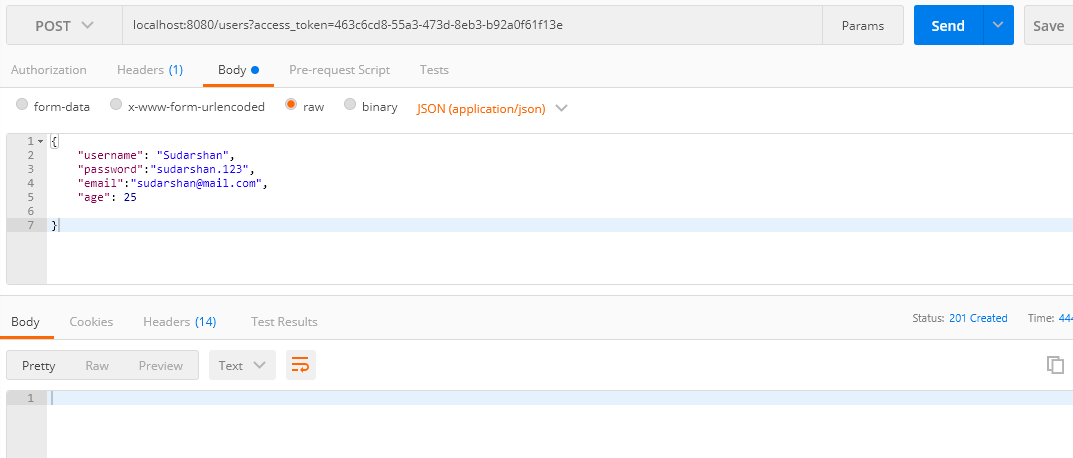 POST localhost:8080/users?access_token=463c6cd8-55a3-473d-8eb3-b92a0f61f13e Params Send Save
Authorization Headers (1) Body Pre-request Script Tests
form-data x-www-form-urlencoded raw binary JSON (application/json)
1 {
2 "username": "Sudarshan",
3 "password":"sudarshan.123",
4 "email":"sudarshan@mail.com",
5 "age": 25
6
7 }
Body Cookies Headers (14) Test Results Status: 201 Created Time: 444
Pretty Raw Preview Text
1